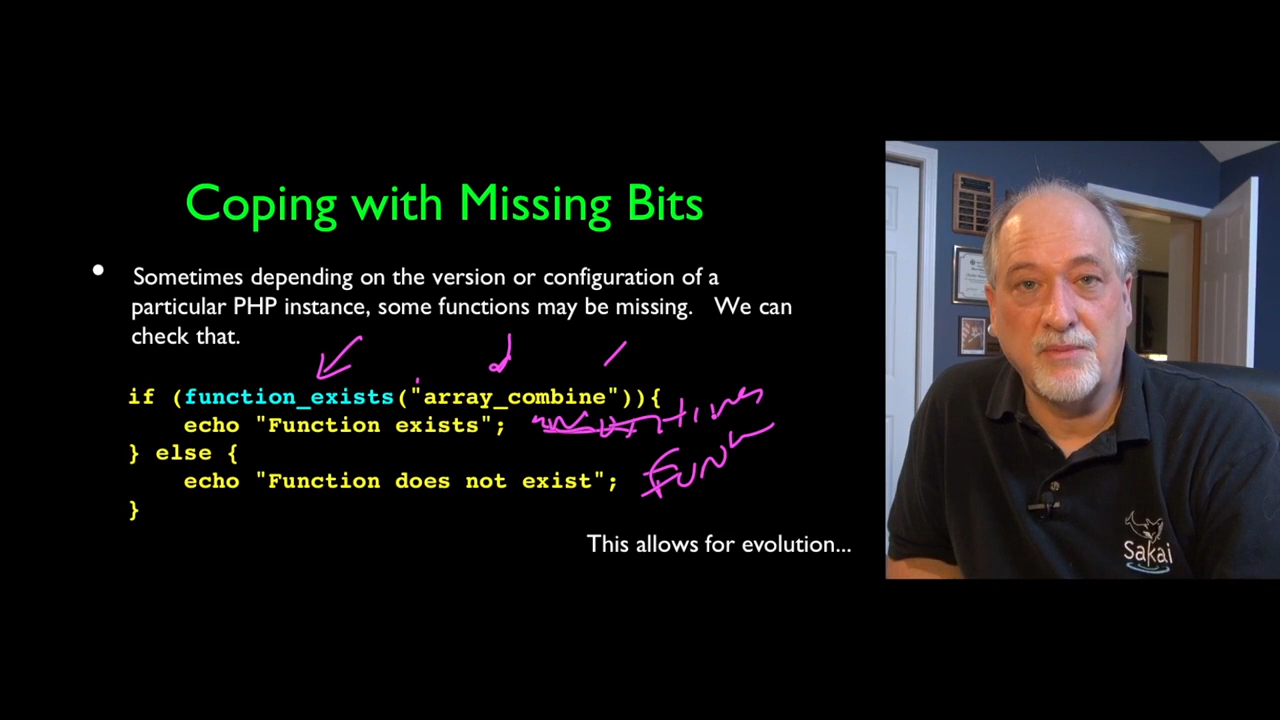 Coping with Missing Bits
• Sometimes depending on the version or configuration of a
particular PHP instance, some functions may be missing. We can
check that.
if (function_exists("array_combine")){
echo "Function exists";
} else {
echo "Function does not exist";
}
This allows for evolution...
Sakai